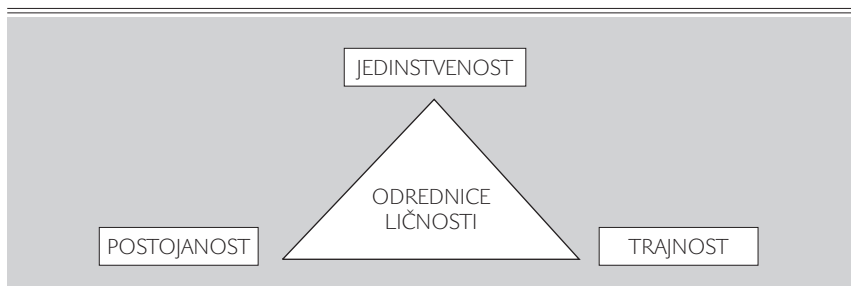 JEDINSTVENOST
ODREDNICE
LIČNOSTI
POSTOJANOST
TRAJNOST